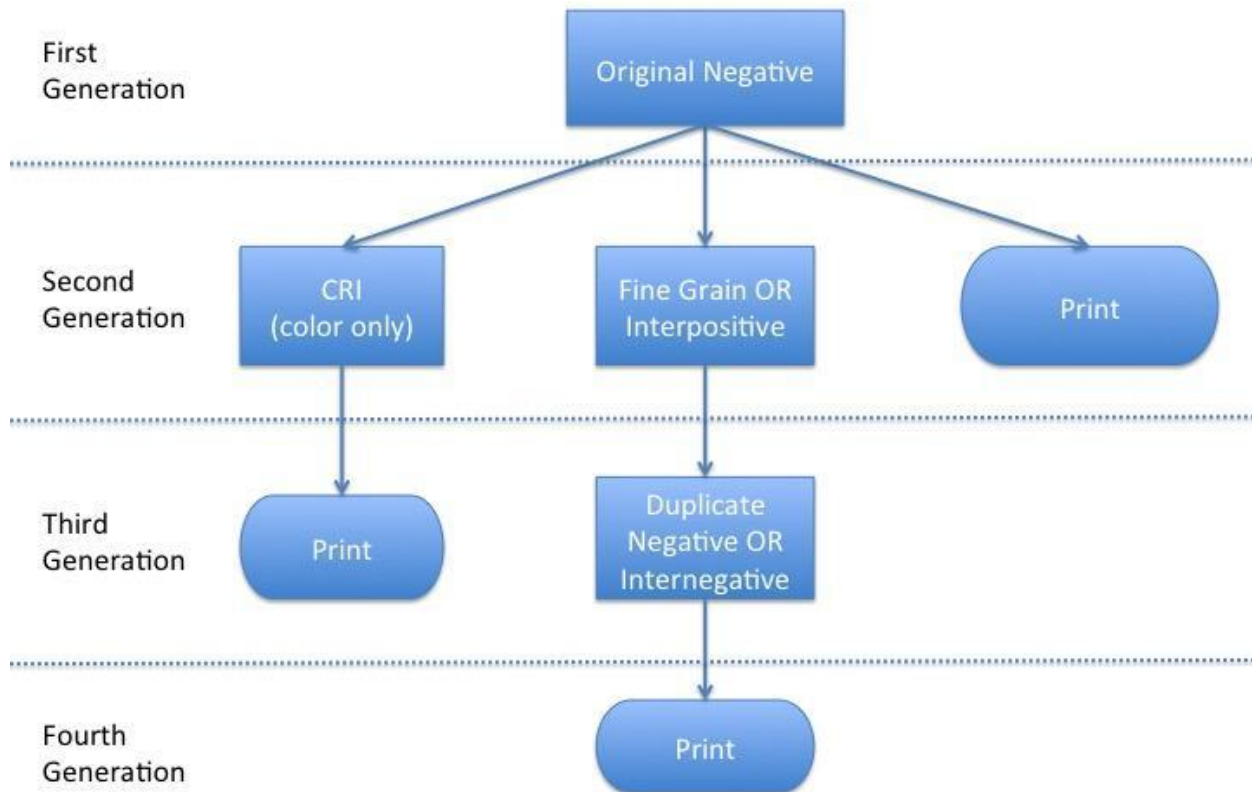 First
Generation
Original Negative
Second
Generation
CRI
(color only)
Fine Grain OR
Interpositive
Print
Third
Generation
Print
Duplicate
Negative OR
Internegative
Fourth
Generation
Print